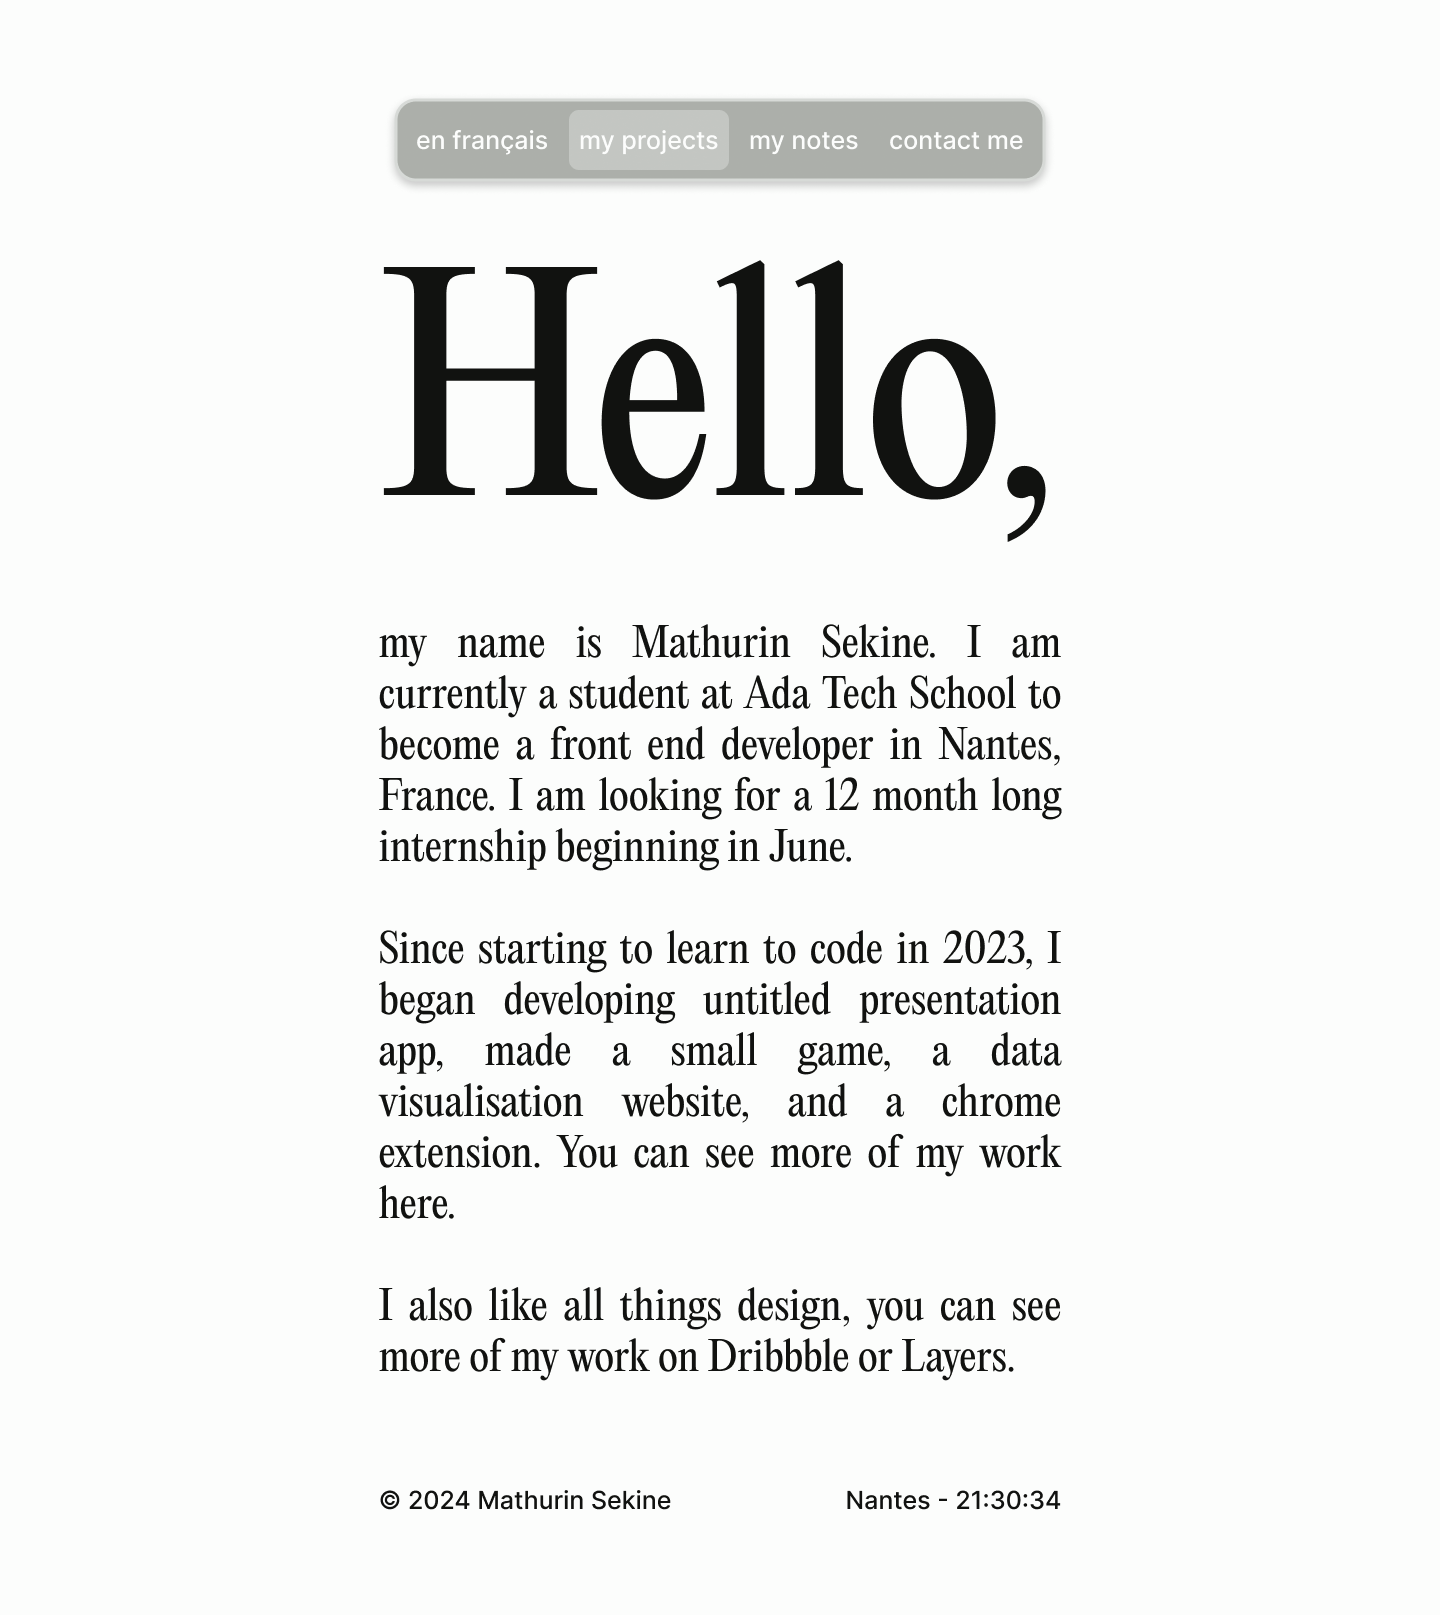 en français my projects my notes contact me
Hello,
my name is Mathurin Sekine. I am
currently a student at Ada Tech School to
become a front end developer in Nantes,
France. I am looking for a 12 month long
internship beginning in June.
Since starting to learn to code in 2023, I
began developing untitled presentation
app, made a small game, a data
visualisation website, and a chrome
extension. You can see more of my work
here.
I also like all things design, you can see
more of my work on Dribbble or Layers.
© 2024 Mathurin Sekine Nantes - 21:30:34